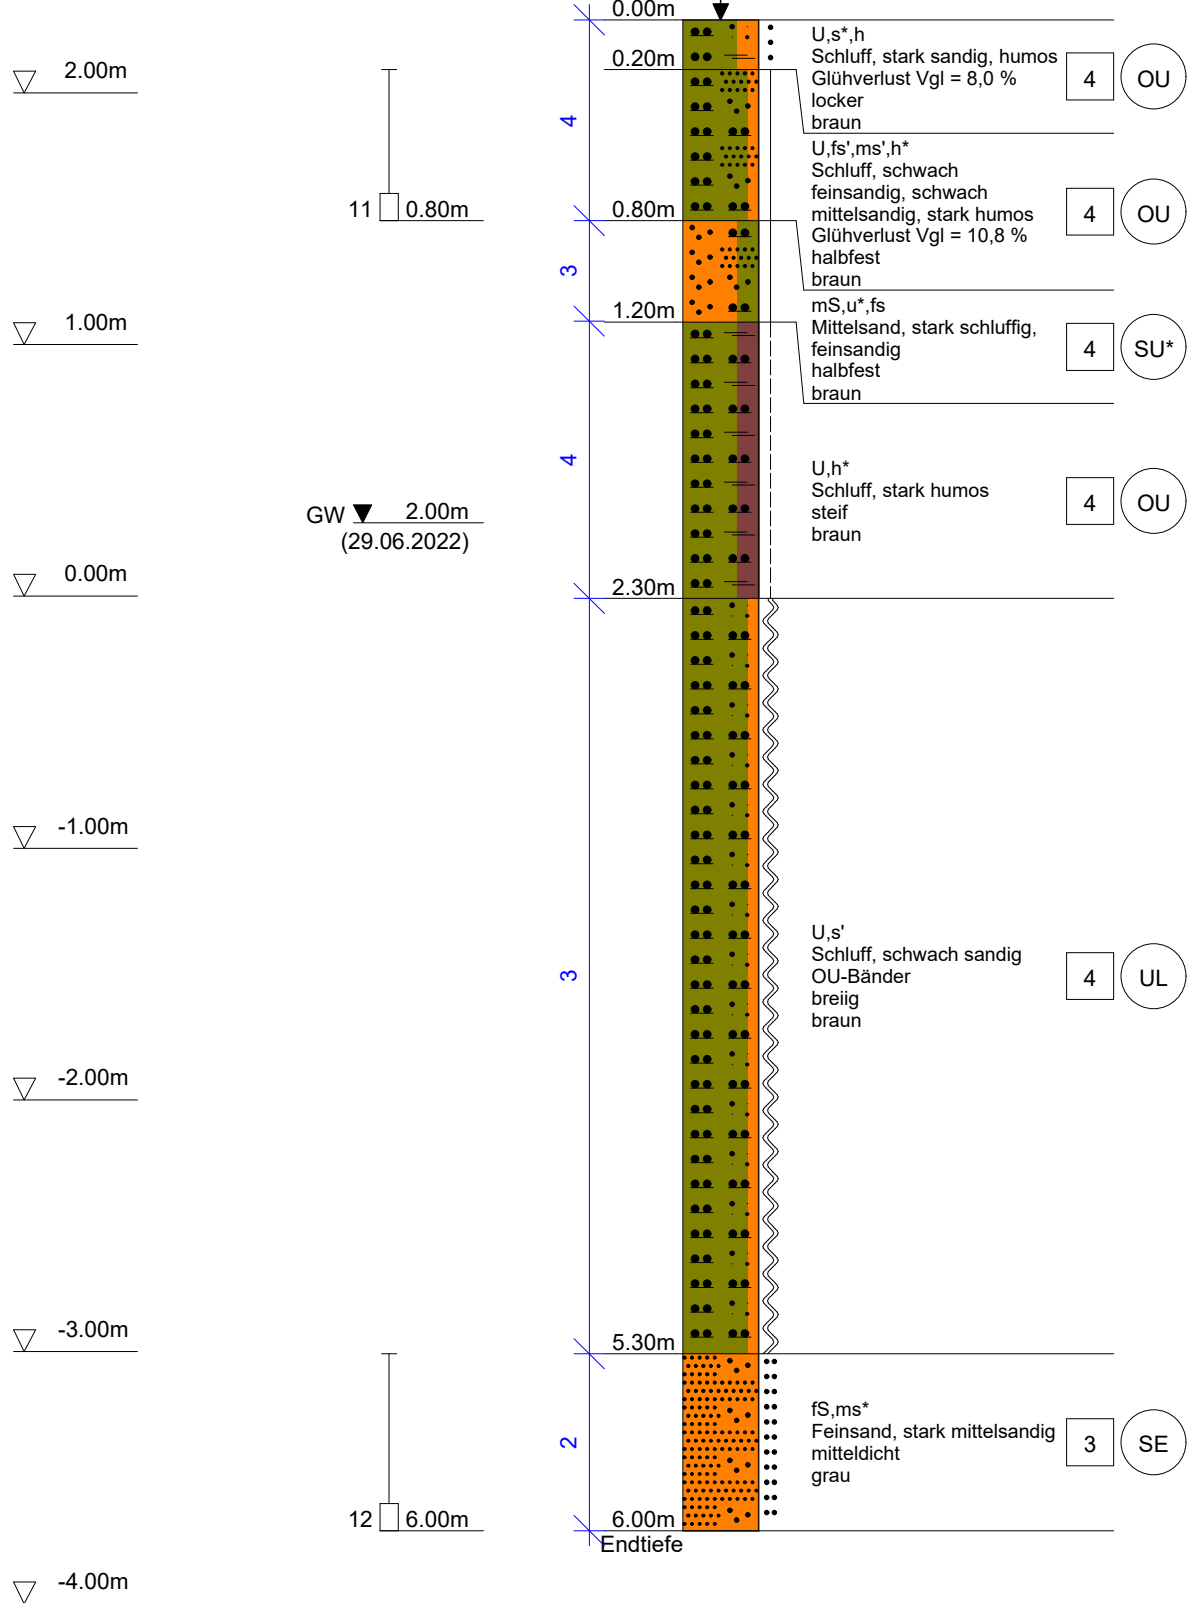 0.00m
U,s*,h
Schluff, stark sandig, humos
Glühverlust Vgl = 8,0 %
locker
braun
4
OU
0.20m
2.00m
4
U,fs',ms',h*
Schluff, schwach
feinsandig, schwach
mittelsandig, stark humos
Glühverlust Vgl = 10,8 %
halbfest
braun
4
OU
11
0.80m
0.80m
3
mS,u*,fs
Mittelsand, stark schluffig,
feinsandig
halbfest
braun
4
SU*
1.20m
1.00m
4
U,h*
Schluff, stark humos
steif
braun
4
OU
GW
2.00m
(29.06.2022)
0.00m
2.30m
-1.00m
3
U,s'
Schluff, schwach sandig
OU-Bänder
breiig
braun
4
UL
-2.00m
-3.00m
5.30m
2
fS,ms*
Feinsand, stark mittelsandig
mitteldicht
grau
3
SE
12
6.00m
6.00m
Endtiefe
-4.00m